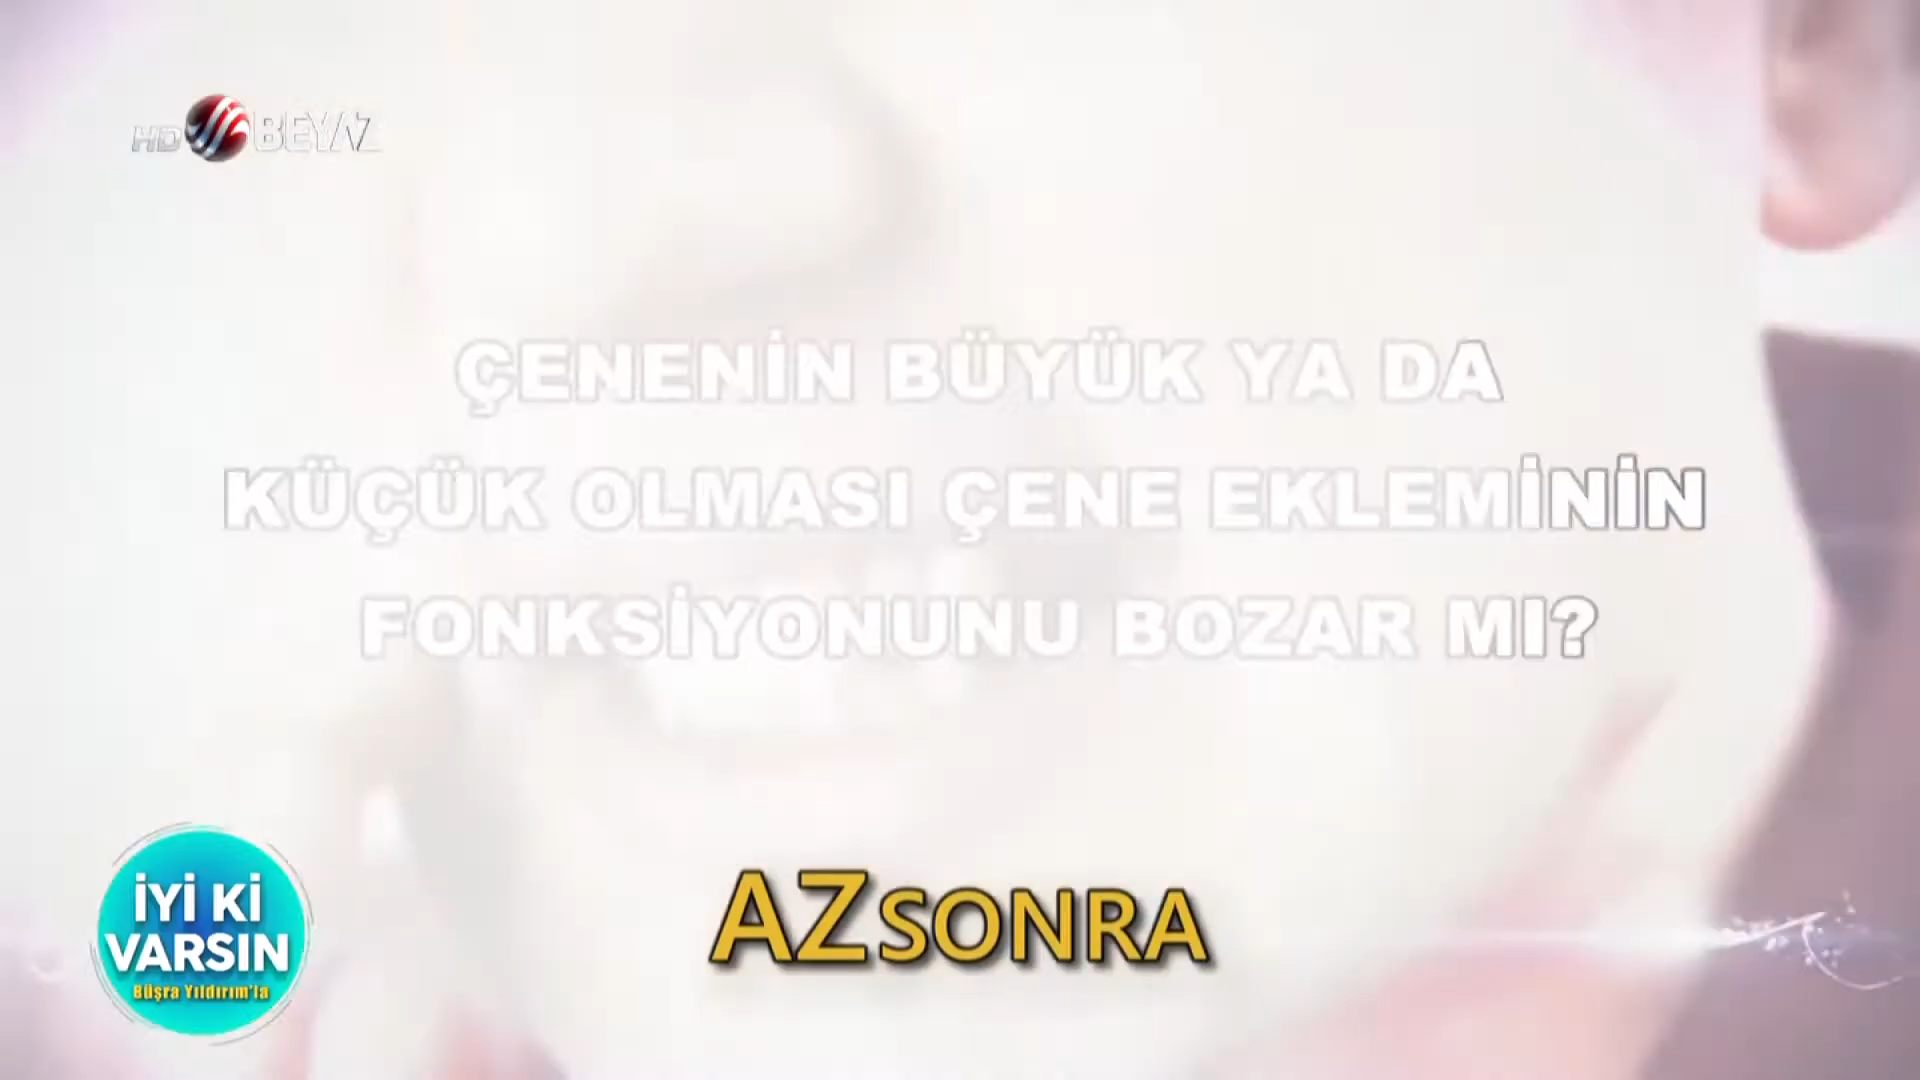 HD BEYAZ
ÇENENİN BÜYÜK YA DA
KÜÇÜK OLMASI ÇENE EKLEMİNİN
FONKSİYONUNU BOZAR MI?
AZ SONRA
İYİ Kİ
VARSIN
Büşra Yıldırım'la